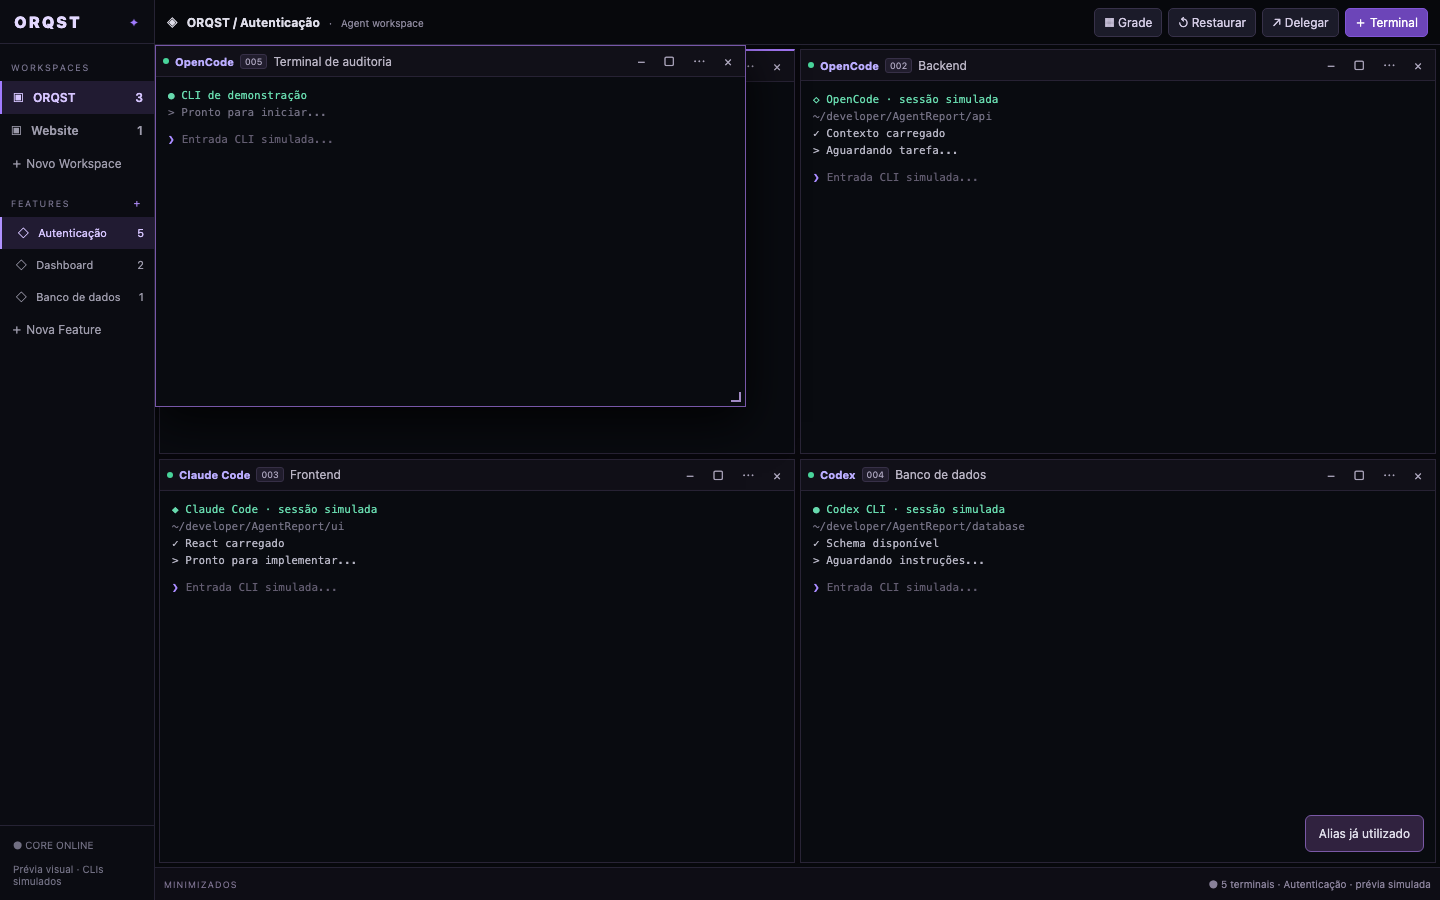 ORQST ✦
WORKSPACES
▣ ORQST 3
▣ Website 1
+ Novo Workspace
FEATURES +
◇ Autenticação 5
◇ Dashboard 2
◇ Banco de dados 1
+ Nova Feature
● CORE ONLINE
Prévia visual · CLIs
simulados
◈ ORQST / Autenticação · Agent workspace
▦ Grade
↺ Restaurar
↗ Delegar
+ Terminal
OpenCode 005 Terminal de auditoria − □ ··· ×
● CLI de demonstração
> Pronto para iniciar...
❯ Entrada CLI simulada...
·· ×
OpenCode 002 Backend − □ ··· ×
◇ OpenCode · sessão simulada
~/developer/AgentReport/api
✓ Contexto carregado
> Aguardando tarefa...
❯ Entrada CLI simulada...
Claude Code 003 Frontend − □ ··· ×
◆ Claude Code · sessão simulada
~/developer/AgentReport/ui
✓ React carregado
> Pronto para implementar...
❯ Entrada CLI simulada...
Codex 004 Banco de dados − □ ··· ×
● Codex CLI · sessão simulada
~/developer/AgentReport/database
✓ Schema disponível
> Aguardando instruções...
❯ Entrada CLI simulada...
Alias já utilizado
MINIMIZADOS
● 5 terminais · Autenticação · prévia simulada